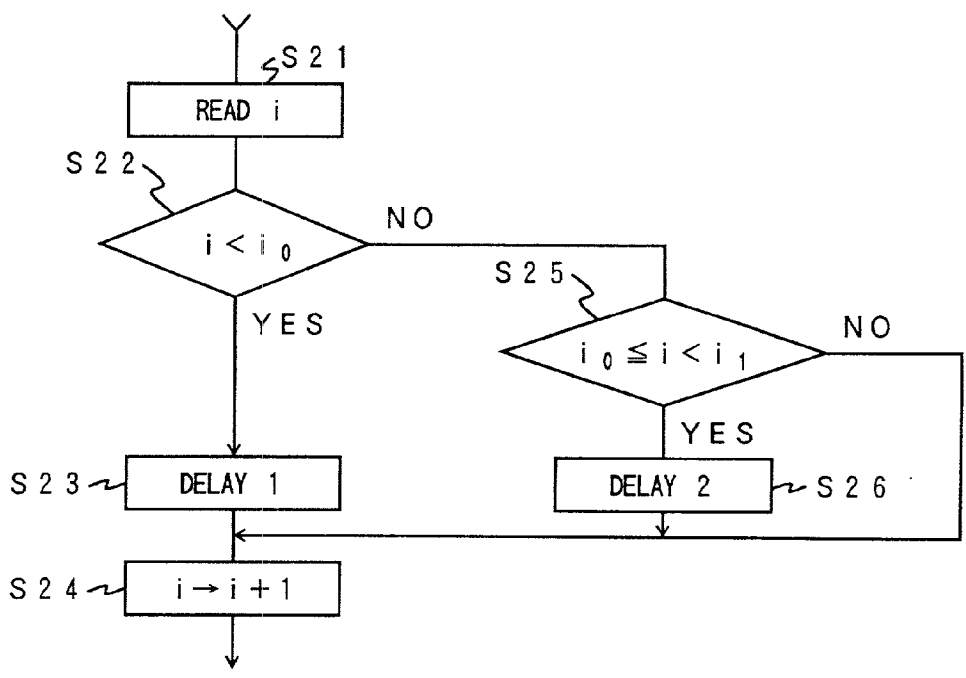 S21
READ i
S22
i < i₀
NO
YES
S25
i₀ ≦ i < i₁
NO
YES
S23
DELAY 1
DELAY 2
S26
S24
i → i + 1